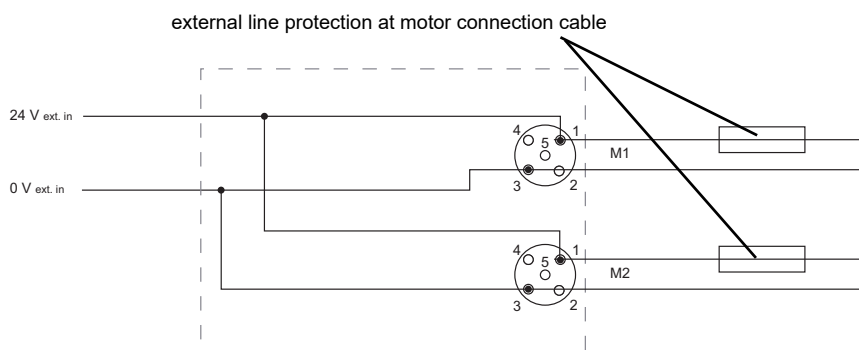 external line protection at motor connection cable
24 V ext. in
4
1
5
M1
3
2
0 V ext. in
4
1
5
M2
3
2